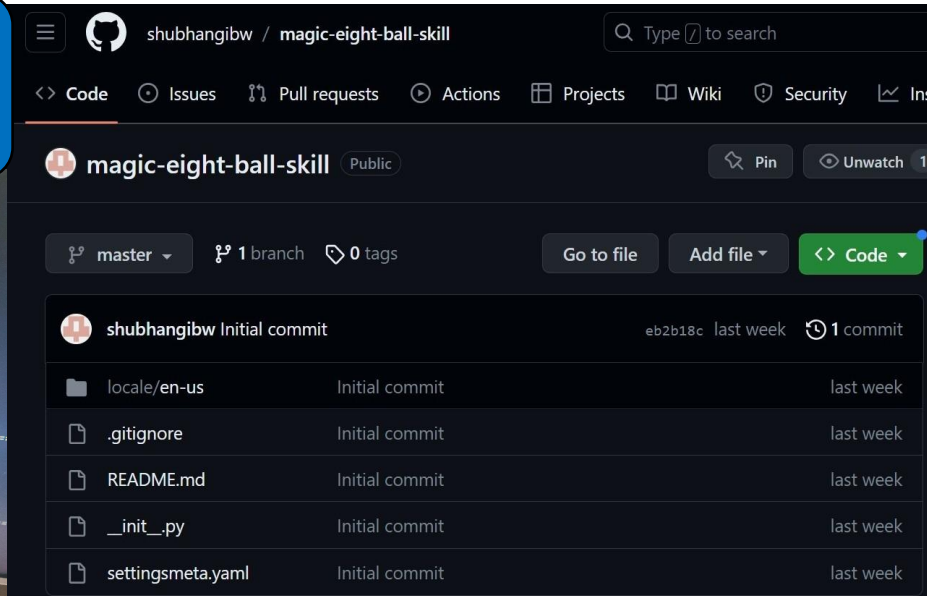 shubhangibw / magic-eight-ball-skill Type / to search
<> Code Issues Pull requests Actions Projects Wiki Security
magic-eight-ball-skill Public Pin Unwatch 1
master 1 branch 0 tags Go to file Add file <> Code
shubhangibw Initial commit eb2b18c last week 1 commit
locale/en-us Initial commit last week
.gitignore Initial commit last week
README.md Initial commit last week
__init__.py Initial commit last week
settingsmeta.yaml Initial commit last week